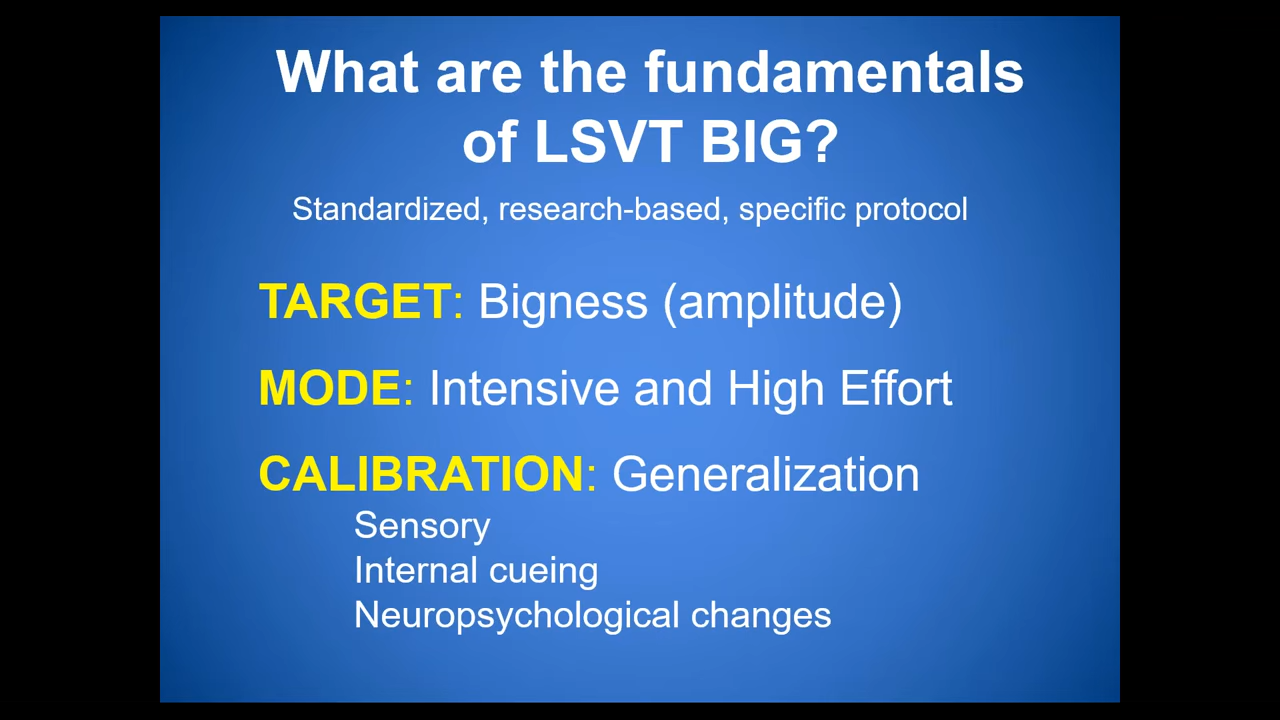 What are the fundamentals
of LSVT BIG?
Standardized, research-based, specific protocol
TARGET: Bigness (amplitude)
MODE: Intensive and High Effort
CALIBRATION: Generalization
Sensory
Internal cueing
Neuropsychological changes